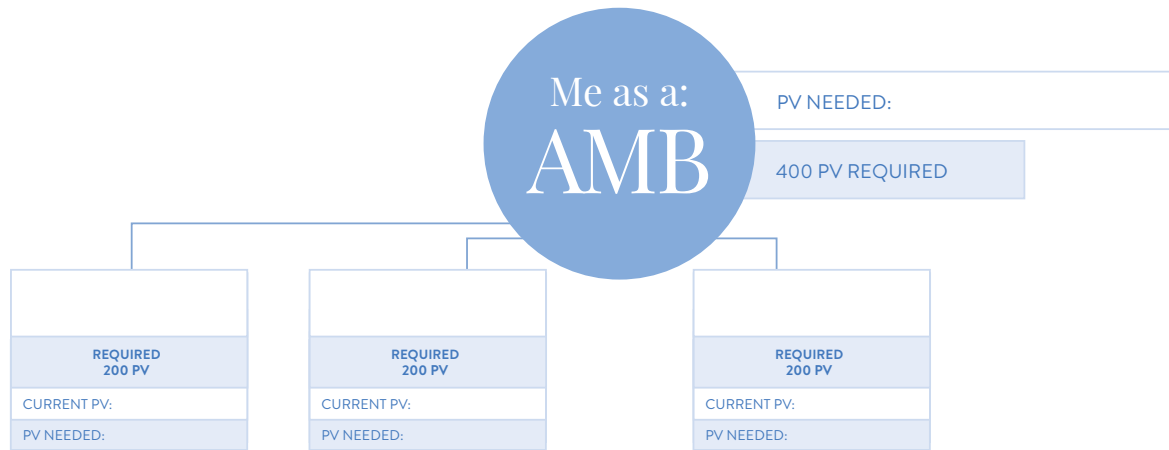 Me as a:
AMB
PV NEEDED:
400 PV REQUIRED
REQUIRED
200 PV
CURRENT PV:
PV NEEDED:
REQUIRED
200 PV
CURRENT PV:
PV NEEDED:
REQUIRED
200 PV
CURRENT PV:
PV NEEDED: